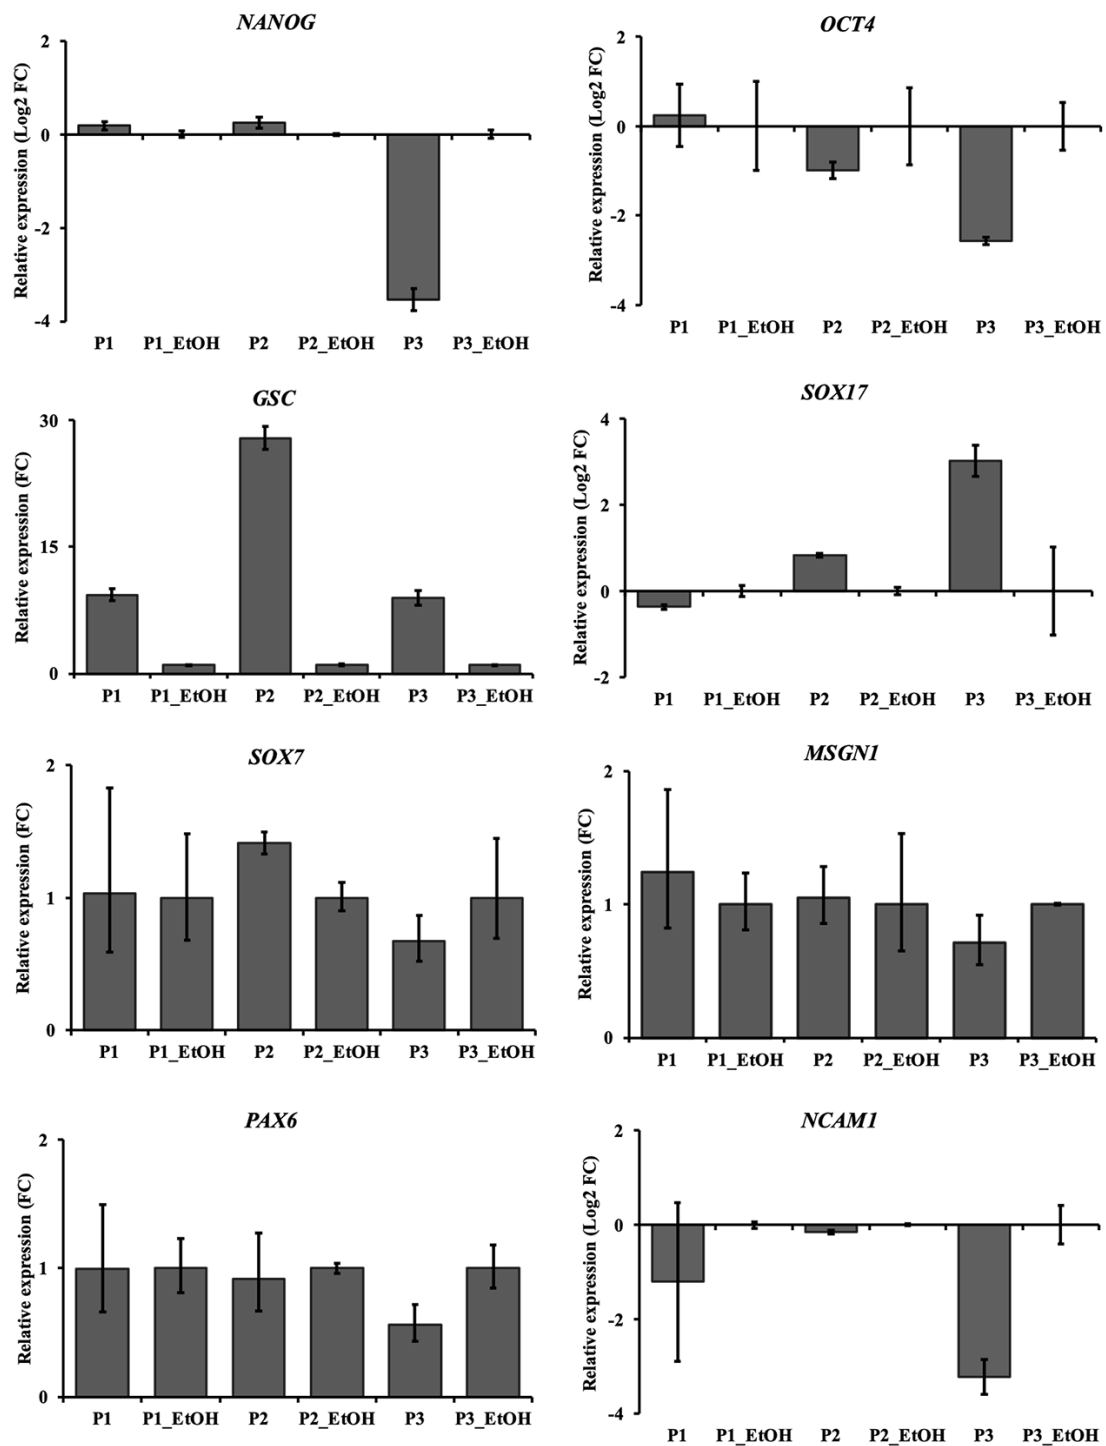 NANOG
Relative expression (Log2 FC)
2
0
-2
-4
P1 P1_EtOH P2 P2_EtOH P3 P3_EtOH
OCT4
Relative expression (Log2 FC)
2
0
-2
-4
P1 P1_EtOH P2 P2_EtOH P3 P3_EtOH
GSC
Relative expression (FC)
30
15
0
P1 P1_EtOH P2 P2_EtOH P3 P3_EtOH
SOX17
Relative expression (Log2 FC)
4
2
0
-2
P1 P1_EtOH P2 P2_EtOH P3 P3_EtOH
SOX7
Relative expression (FC)
2
1
0
P1 P1_EtOH P2 P2_EtOH P3 P3_EtOH
MSGN1
Relative expression (FC)
2
1
0
P1 P1_EtOH P2 P2_EtOH P3 P3_EtOH
PAX6
Relative expression (FC)
2
1
0
P1 P1_EtOH P2 P2_EtOH P3 P3_EtOH
NCAM1
Relative expression (Log2 FC)
2
0
-2
-4
P1 P1_EtOH P2 P2_EtOH P3 P3_EtOH